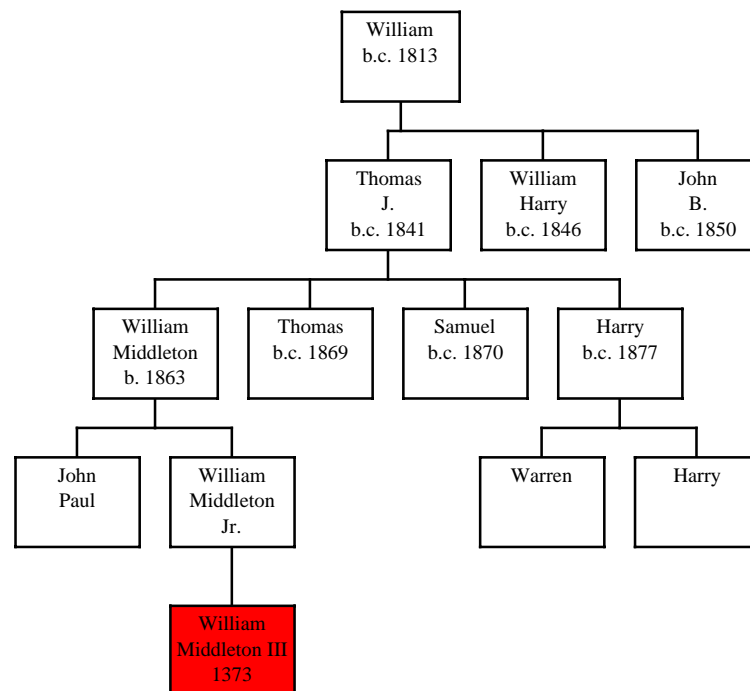 William
b.c. 1813
Thomas
J.
b.c. 1841
William
Harry
b.c. 1846
John
B.
b.c. 1850
William
Middleton
b. 1863
Thomas
b.c. 1869
Samuel
b.c. 1870
Harry
b.c. 1877
John
Paul
William
Middleton
Jr.
Warren
Harry
William
Middleton III
1373